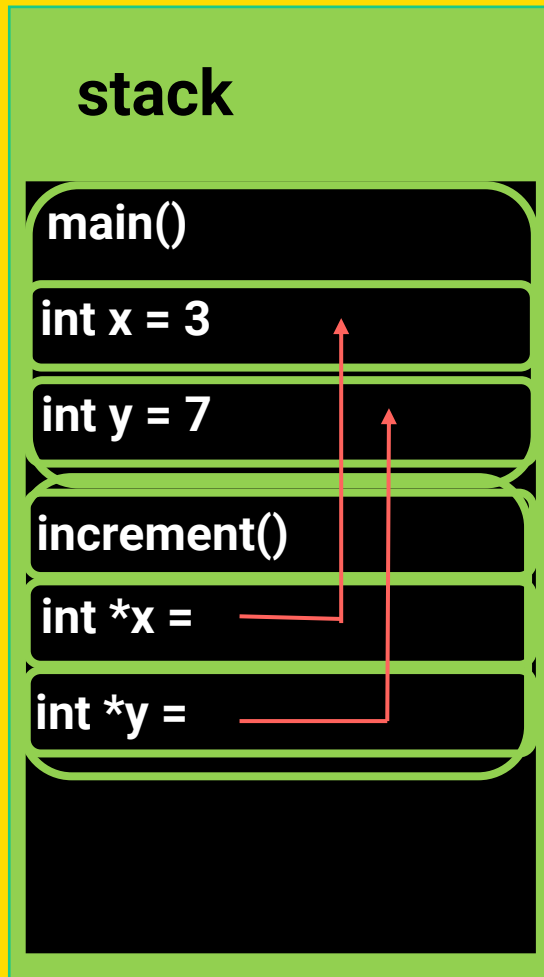 stack
main()
int x = 3
int y = 7
increment()
int *x =
int *y =